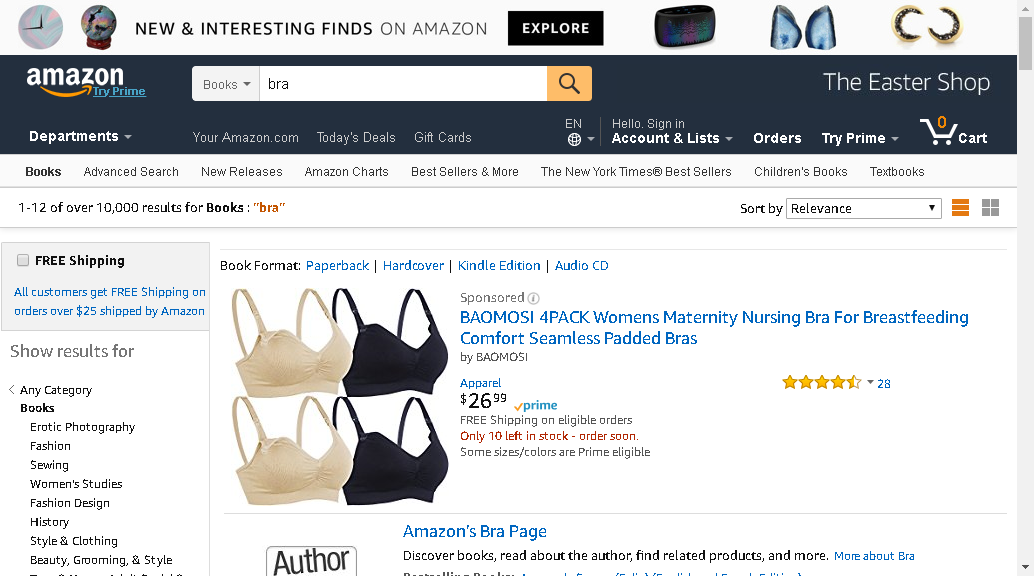 NEW & INTERESTING FINDS ON AMAZON EXPLORE
amazon
Try Prime
Books bra
The Easter Shop
Departments
Your Amazon.com Today's Deals Gift Cards
EN
Hello. Sign in
Account & Lists Orders Try Prime 0 Cart
Books Advanced Search New Releases Amazon Charts Best Sellers & More The New York Times® Best Sellers Children's Books Textbooks
1-12 of over 10,000 results for Books : "bra"
Sort by Relevance
FREE Shipping
All customers get FREE Shipping on
orders over $25 shipped by Amazon
Show results for
Any Category
Books
Erotic Photography
Fashion
Sewing
Women's Studies
Fashion Design
History
Style & Clothing
Beauty, Grooming, & Style
Book Format: Paperback | Hardcover | Kindle Edition | Audio CD
Sponsored
BAOMOSI 4PACK Womens Maternity Nursing Bra For Breastfeeding
Comfort Seamless Padded Bras
by BAOMOSI
Apparel
$26 99 prime
28
FREE Shipping on eligible orders
Only 10 left in stock - order soon.
Some sizes/colors are Prime eligible
Author
Amazon's Bra Page
Discover books, read about the author, find related products, and more. More about Bra